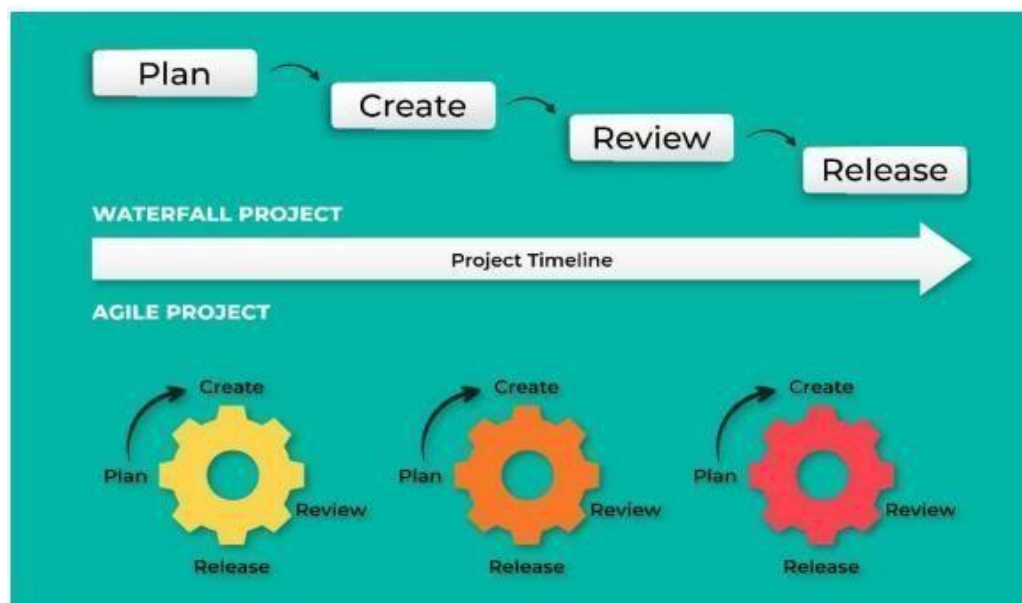 Plan
Create
Review
Release
WATERFALL PROJECT
Project Timeline
AGILE PROJECT
Create
Plan
Review
Release
Create
Plan
Review
Release
Create
Plan
Review
Release